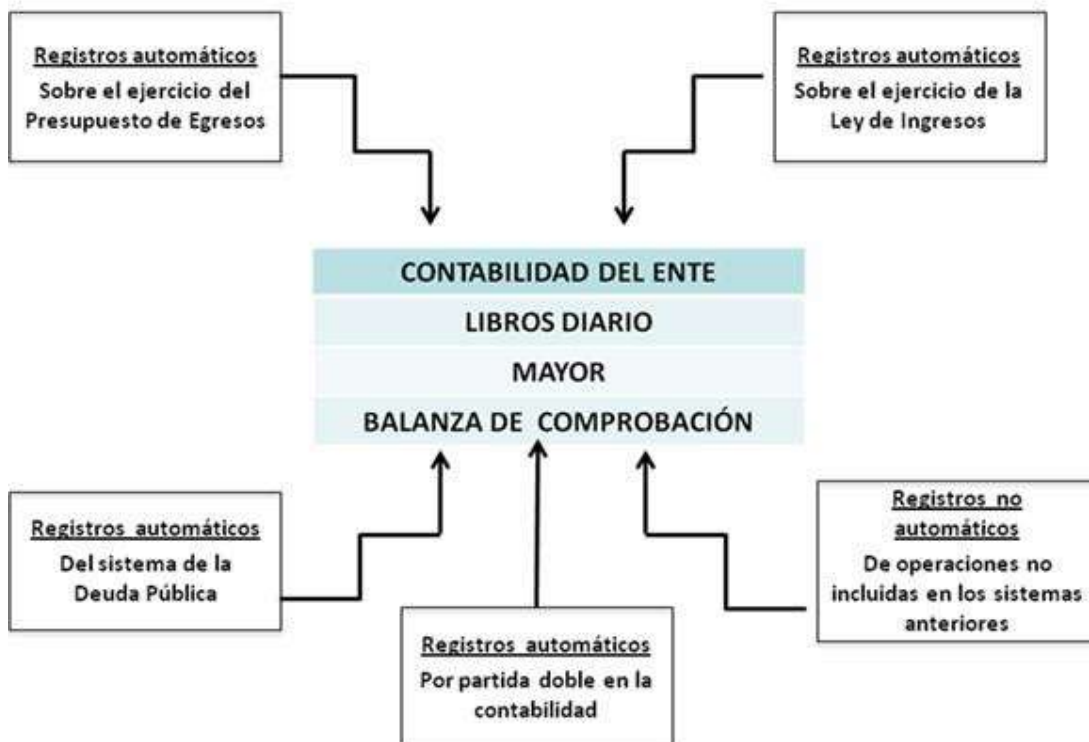 Registros automáticos
Sobre el ejercicio del
Presupuesto de Egresos
Registros automáticos
Sobre el ejercicio de la
Ley de Ingresos
CONTABILIDAD DEL ENTE
LIBROS DIARIO
MAYOR
BALANZA DE COMPROBACIÓN
Registros automáticos
Del sistema de la
Deuda Pública
Registros automáticos
Por partida doble en la
contabilidad
Registros no
automáticos
De operaciones no
incluidas en los sistemas
anteriores